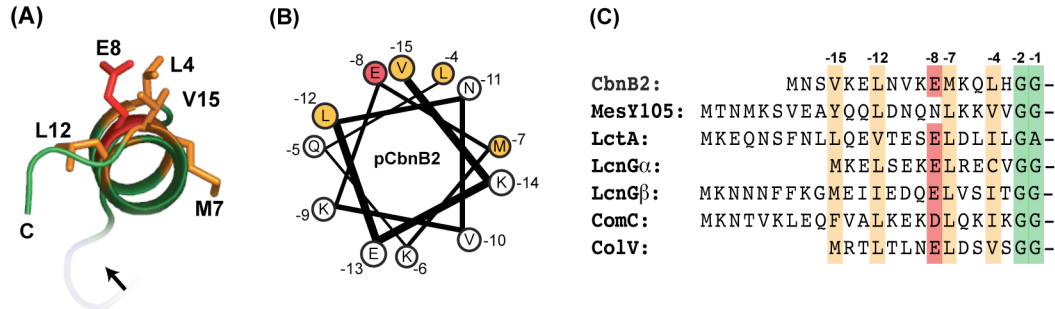 (A)
E8
L4
V15
L12
M7
C
(B)
-15
-4
-8
E
V
L
-11
N
-12
L
-7
M
-5
Q
pCbnB2
K
-14
K
-9
V
-10
E
-13
K
-6
(C)
-15 -12 -8 -7 -4 -2 -1
CbnB2: MNSVKELNVKEMKQLHGG-
MesY105: MTNMKSVEAYQQLDNQNLKKVVGG-
LctA: MKEQNSFNLLQEVTESELDLILGA-
LcnGα: MKELSEKELRECVGG-
LcnGβ: MKNNNFFKGMEIIEDQELVSITGG-
ComC: MKNTVKLEQFVALKEKDLQKIKGG-
ColV: MRTLTLNELDSVSGG-